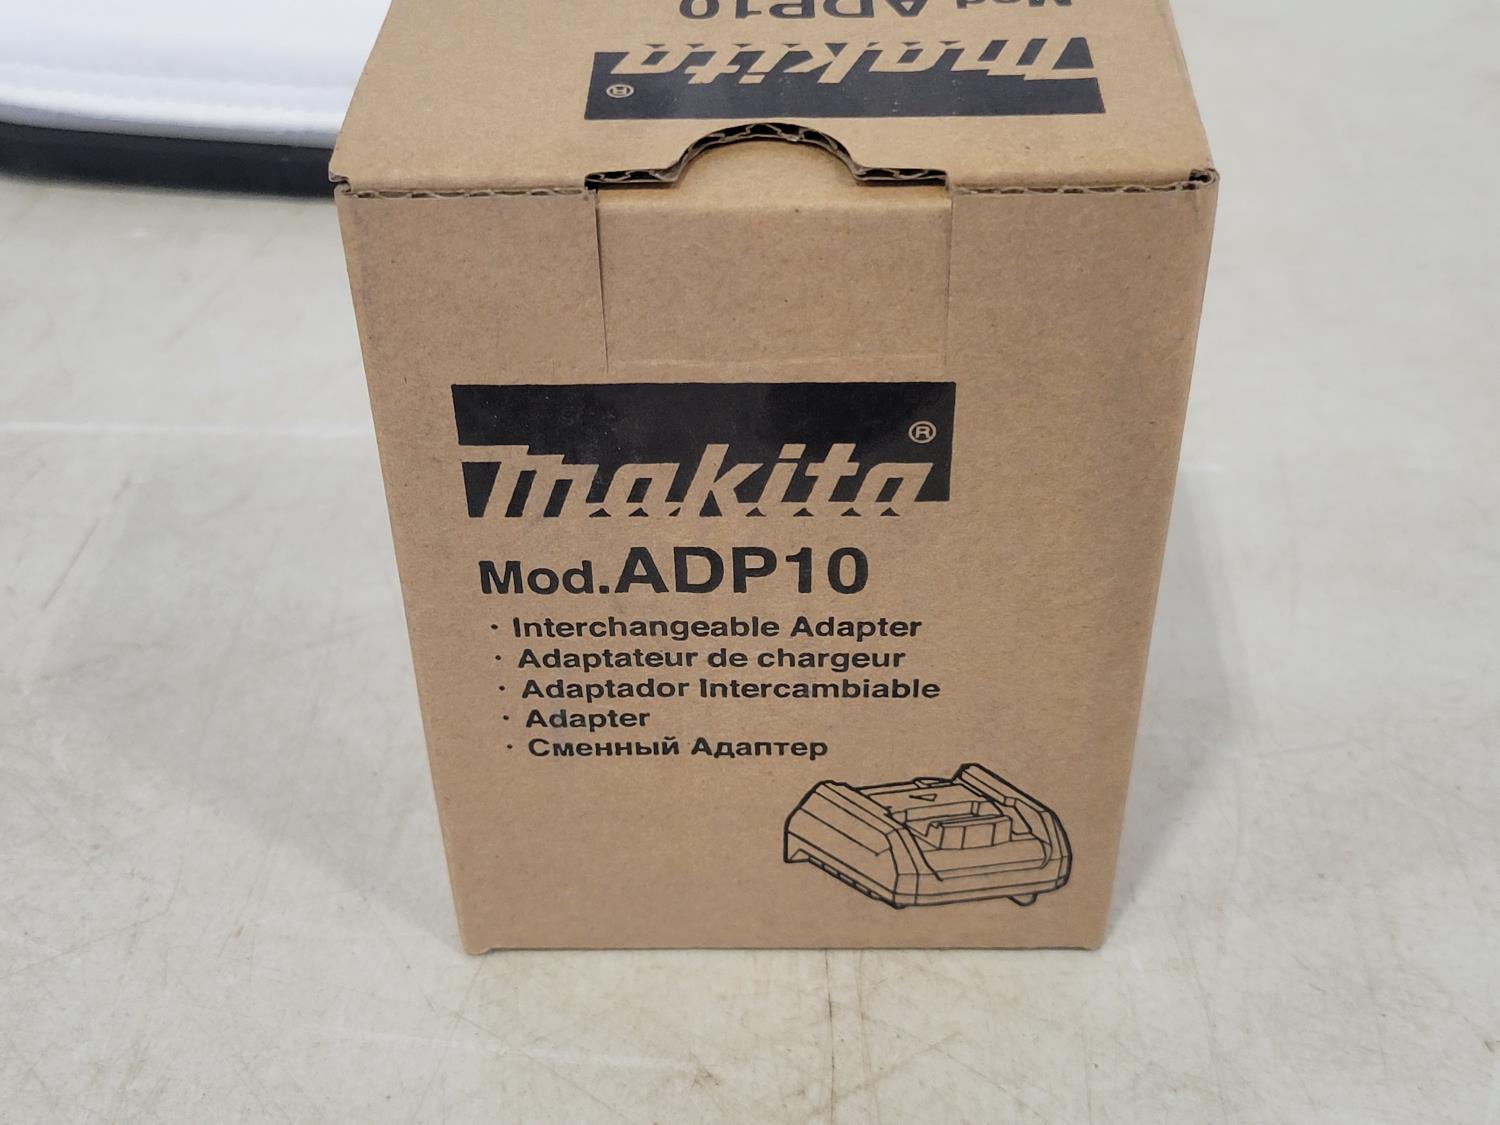 Mod.ADP10
makita®
makita®
Mod.ADP10
· Interchangeable Adapter
· Adaptateur de chargeur
· Adaptador Intercambiable
· Adapter
· Сменный Адаптер